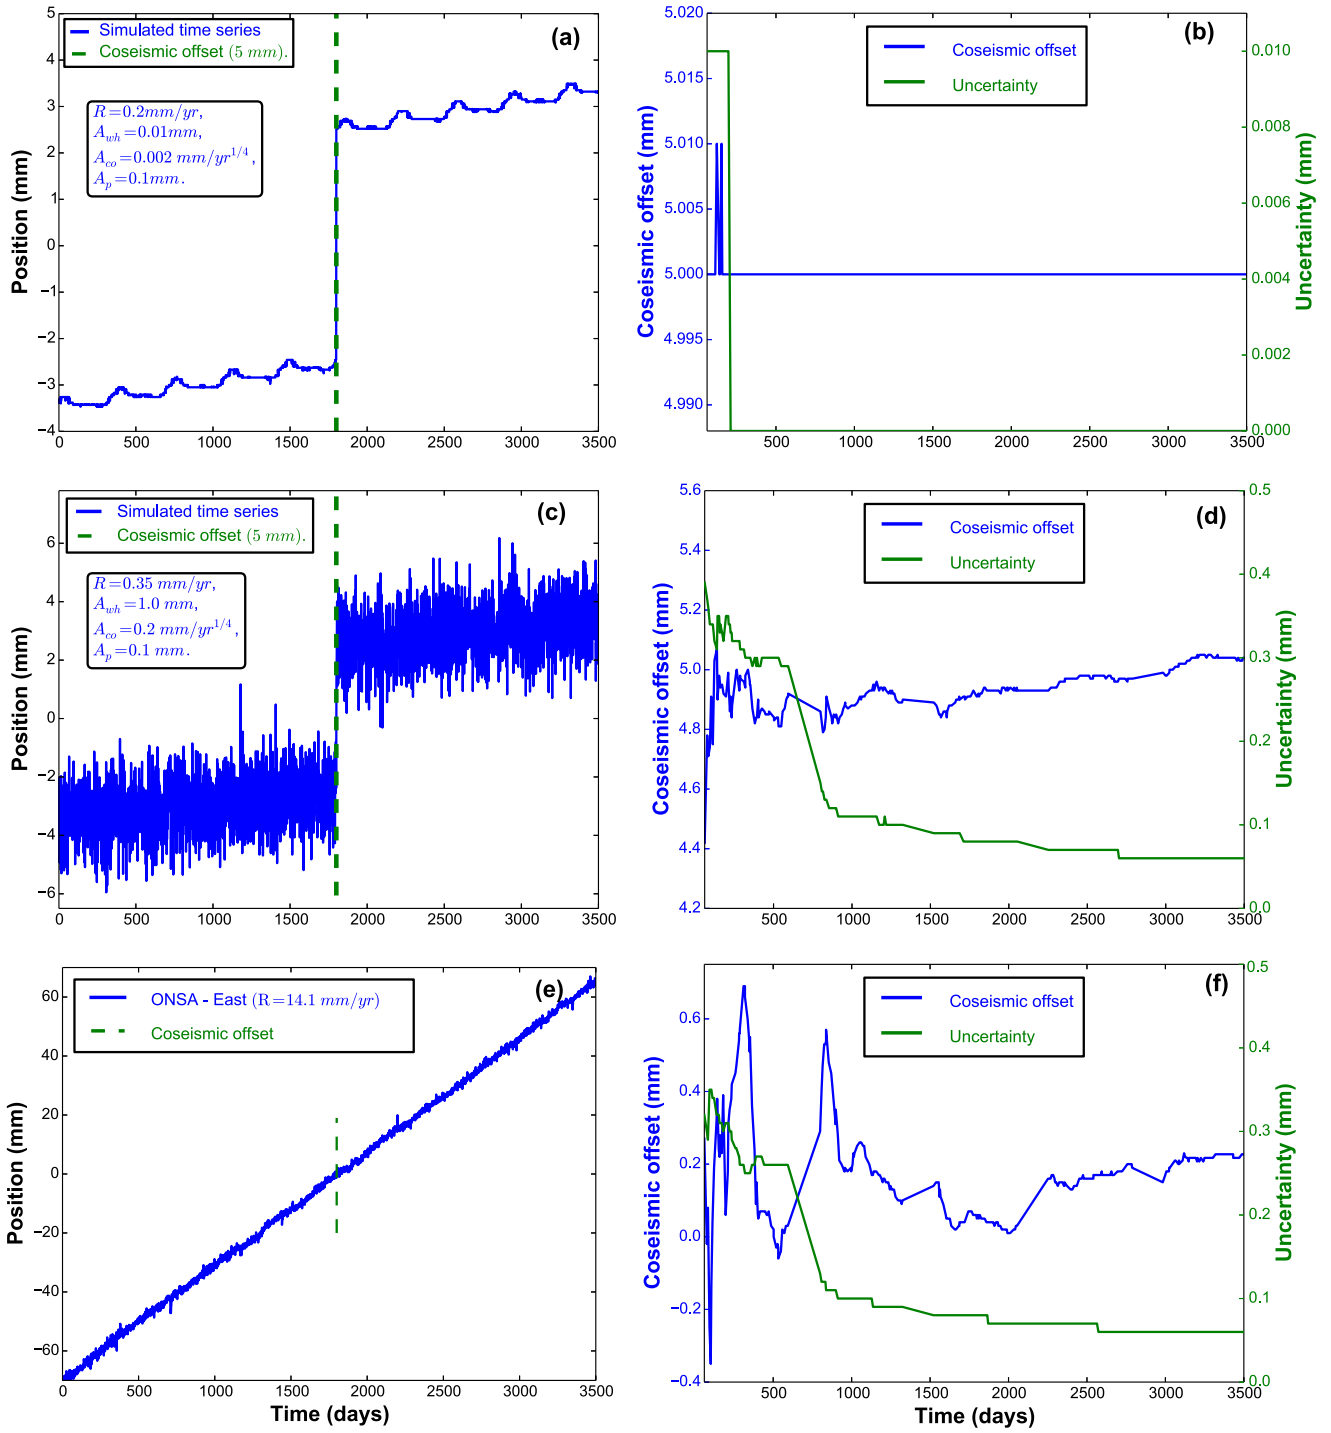 Simulated time series
Coseismic offset (5 mm).
(a)
R=0.2mm/yr,
A_wh=0.01mm,
A_co=0.002 mm/yr^1/4,
A_p=0.1mm.
Position (mm)
5
4
3
2
1
0
−1
−2
−3
−4
0 500 1000 1500 2000 2500 3000 3500
(b)
Coseismic offset
Uncertainty
Coseismic offset (mm)
5.020
5.015
5.010
5.005
5.000
4.995
4.990
500 1000 1500 2000 2500 3000 3500
Uncertainty (mm)
0.010
0.008
0.006
0.004
0.002
0.000
Simulated time series
Coseismic offset (5 mm).
(c)
R=0.35 mm/yr,
A_wh=1.0 mm,
A_co=0.2 mm/yr^1/4,
A_p=0.1 mm.
Position (mm)
6
4
2
0
−2
−4
−6
0 500 1000 1500 2000 2500 3000 3500
(d)
Coseismic offset
Uncertainty
Coseismic offset (mm)
5.6
5.4
5.2
5.0
4.8
4.6
4.4
4.2
500 1000 1500 2000 2500 3000 3500
Uncertainty (mm)
0.5
0.4
0.3
0.2
0.1
0.0
ONSA - East (R=14.1 mm/yr)
Coseismic offset
(e)
Position (mm)
60
40
20
0
−20
−40
−60
0 500 1000 1500 2000 2500 3000 3500
Time (days)
(f)
Coseismic offset
Uncertainty
Coseismic offset (mm)
0.6
0.4
0.2
0.0
−0.2
−0.4
500 1000 1500 2000 2500 3000 3500
Time (days)
Uncertainty (mm)
0.5
0.4
0.3
0.2
0.1
0.0